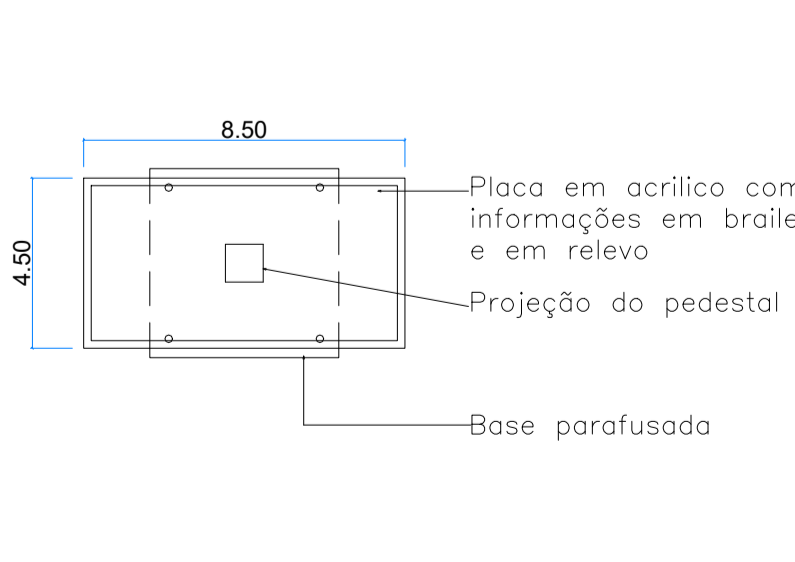 8.50
4.50
Placa em acrilico com
informações em braile
e em relevo
Projeção do pedestal
Base parafusada